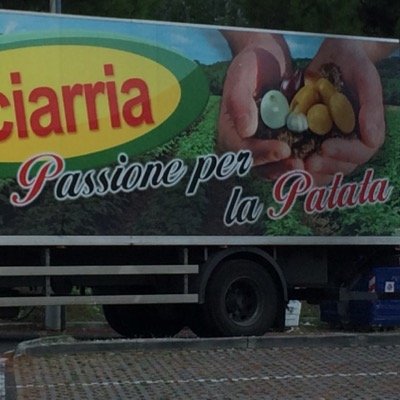 ciarria
Passione per
la Patata